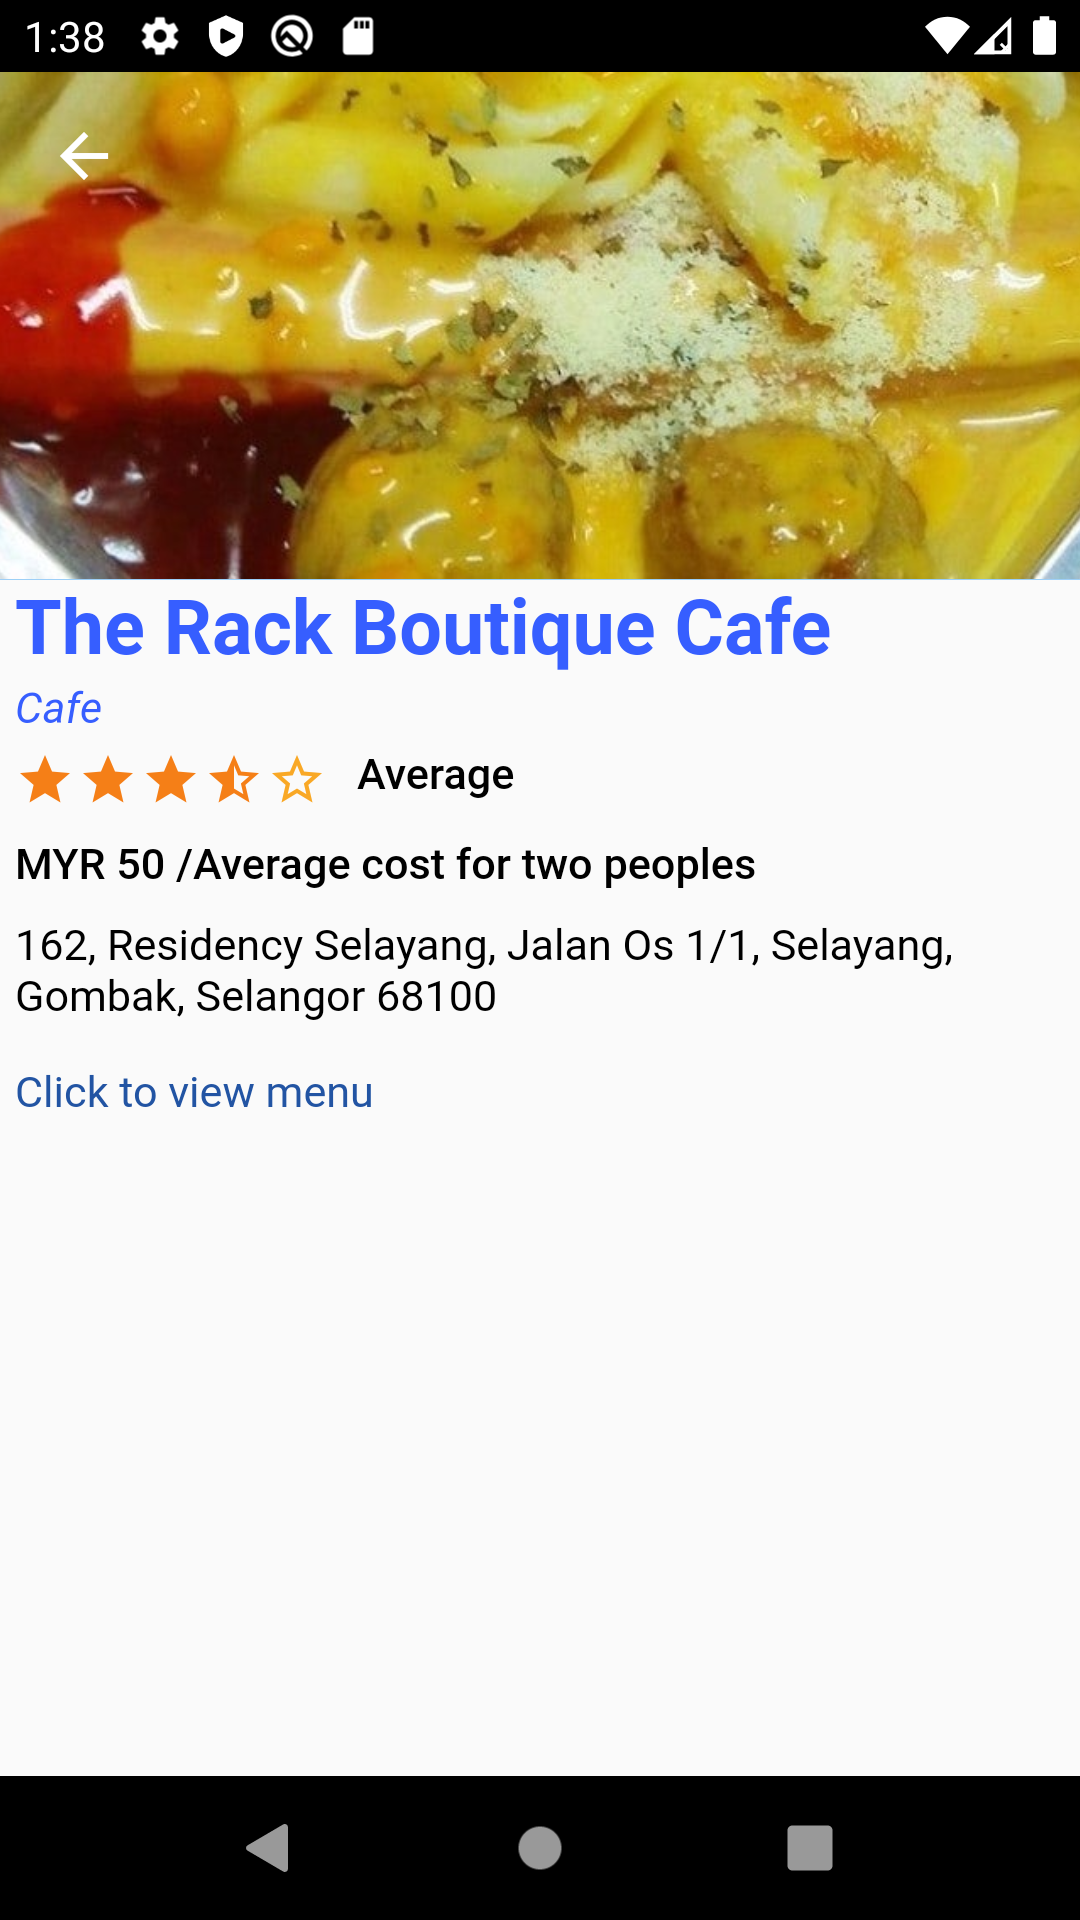 1:38
The Rack Boutique Cafe
Cafe
Average
MYR 50 /Average cost for two peoples
162, Residency Selayang, Jalan Os 1/1, Selayang,
Gombak, Selangor 68100
Click to view menu